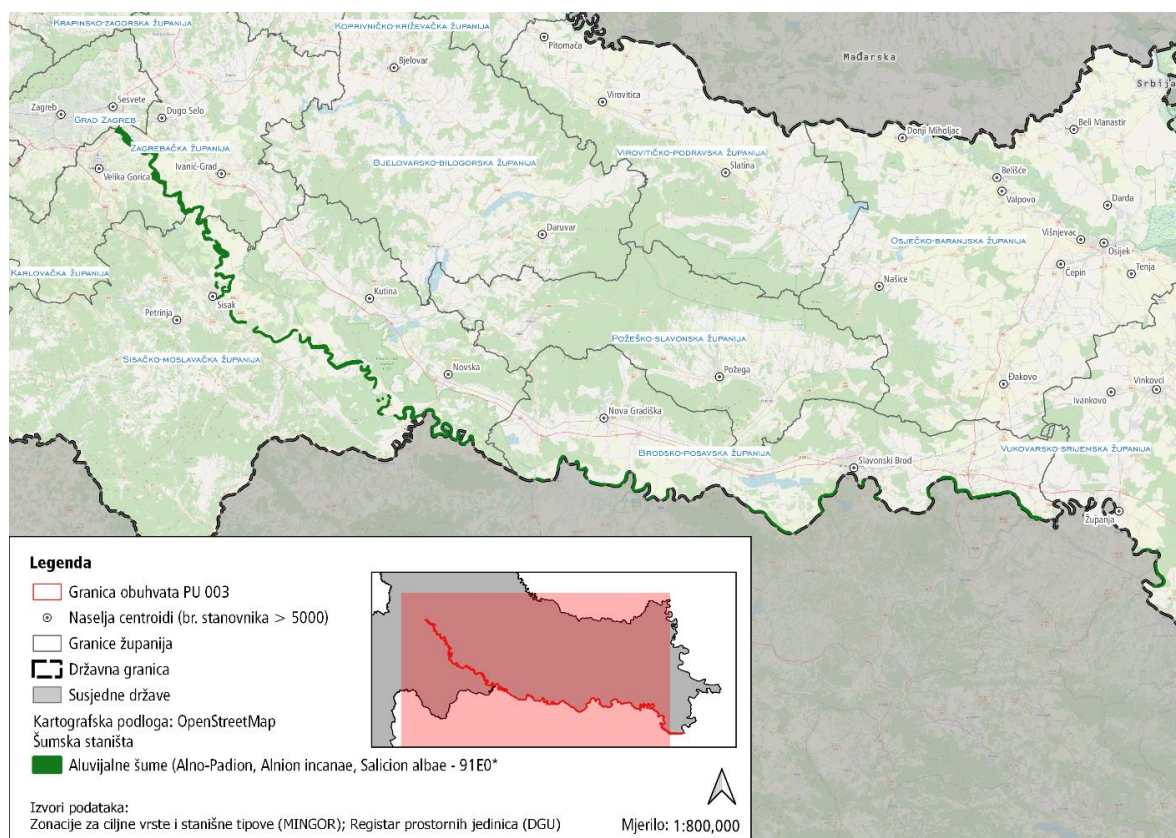 KRAPINSKO-ZAGORSKA ŽUPANIJA
KOPRIVNIČKO-KRIŽEVAČKA ŽUPANIJA
Pitomača
Mađarska
Srbija
Bjelovar
Virovitica
Zagreb
Sesvete
Dugo Selo
GRAD ZAGREB
Beli Manastir
Donji Miholjac
ZAGREBAČKA ŽUPANIJA
Velika Gorica
Ivanić-Grad
BJELOVARSKO-BILOGORSKA ŽUPANIJA
VIROVITIČKO-PODRAVSKA ŽUPANIJA
Slatina
Belišće
Valpovo
Darda
Daruvar
OSJEČKO-BARANJSKA ŽUPANIJA
Višnjevac
Osijek
Čepin
Tenja
KARLOVAČKA ŽUPANIJA
Našice
Sisak
Kutina
Petrinja
SISAČKO-MOSLAVAČKA ŽUPANIJA
POŽEŠKO-SLAVONSKA ŽUPANIJA
Novska
Požega
Đakovo
Vinkovci
Ivankovo
Nova Gradiška
BRODSKO-POSAVSKA ŽUPANIJA
VUKOVARSKO-SRIJEMSKA ŽUPANIJA
Slavonski Brod
Županja
Legenda
Granica obuhvata PU 003
Naselja centroidi (br. stanovnika > 5000)
Granice županija
Državna granica
Susjedne države
Kartografska podloga: OpenStreetMap
Šumska staništa
Aluvijalne šume (Alno-Padion, Alnion incanae, Salicion albae - 91E0*
Izvori podataka:
Zonacije za ciljne vrste i stanišne tipove (MINGOR); Registar prostornih jedinica (DGU)
Mjerilo: 1:800,000